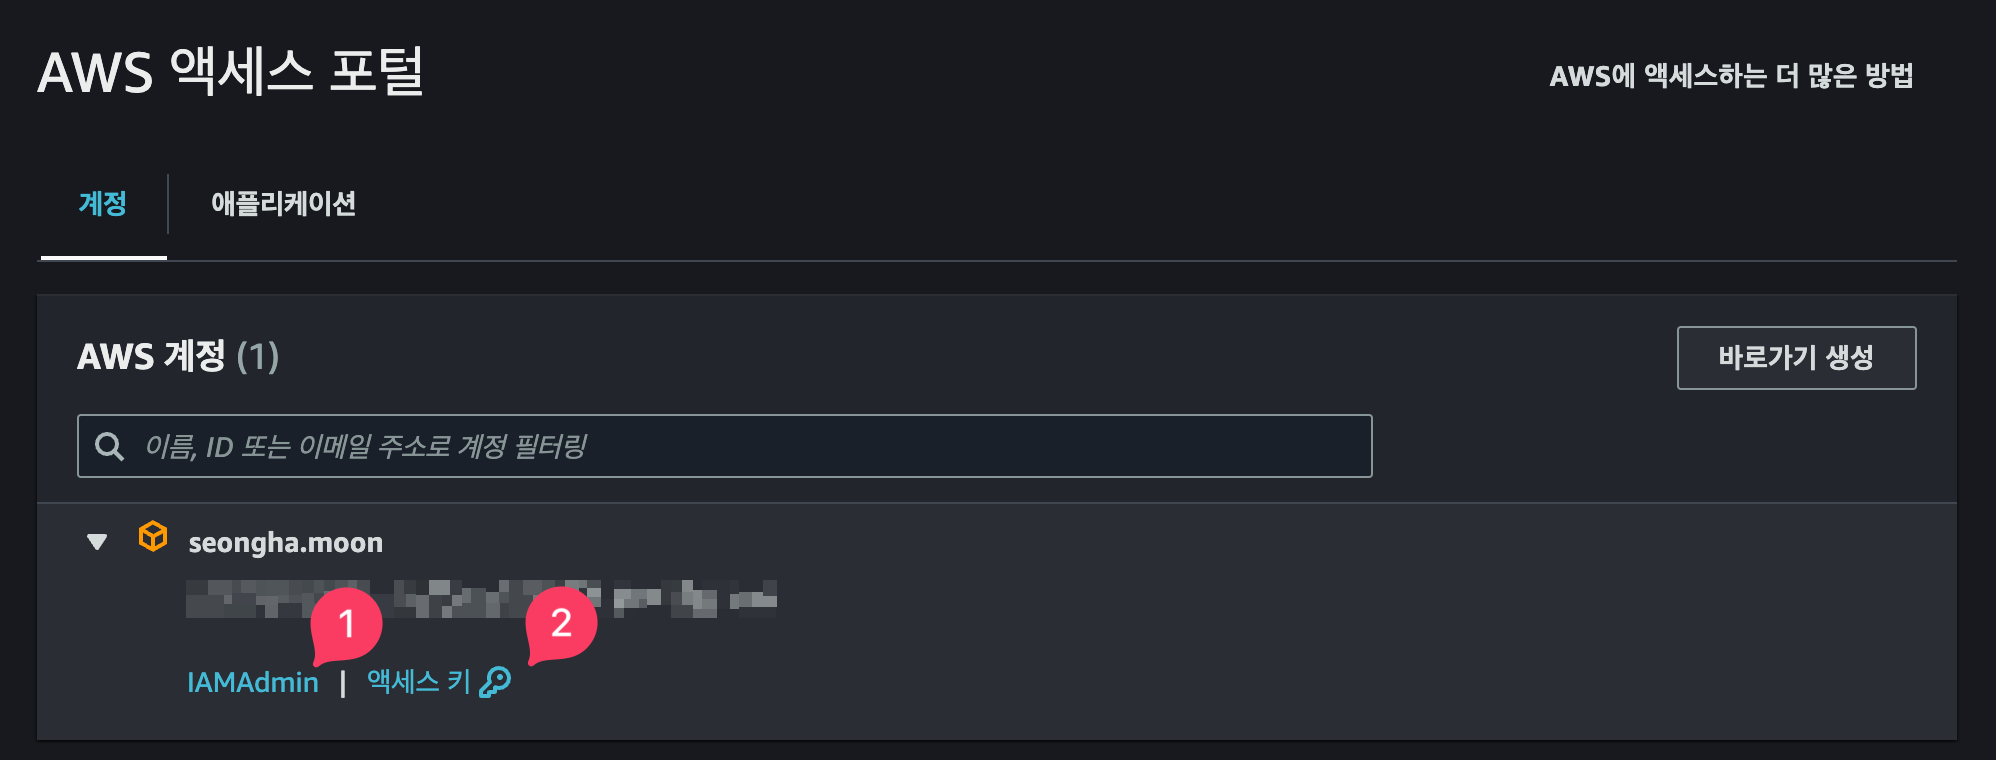 AWS 액세스 포털
AWS에 액세스하는 더 많은 방법
계정
애플리케이션
AWS 계정 (1)
바로가기 생성
이름, ID 또는 이메일 주소로 계정 필터링
seongha.moon
1
2
IAMAdmin | 액세스 키